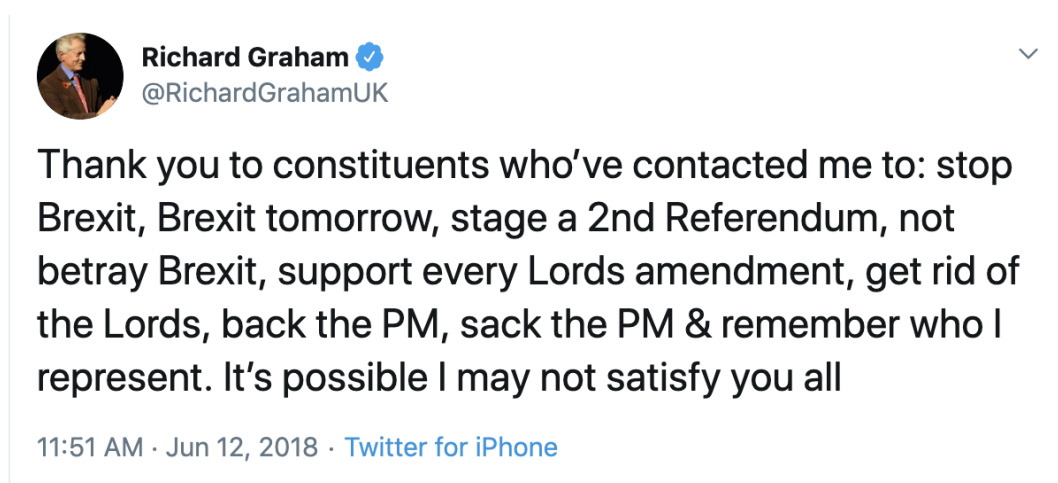 Richard Graham
@RichardGrahamUK
Thank you to constituents who’ve contacted me to: stop
Brexit, Brexit tomorrow, stage a 2nd Referendum, not
betray Brexit, support every Lords amendment, get rid of
the Lords, back the PM, sack the PM & remember who I
represent. It’s possible I may not satisfy you all
11:51 AM · Jun 12, 2018 · Twitter for iPhone